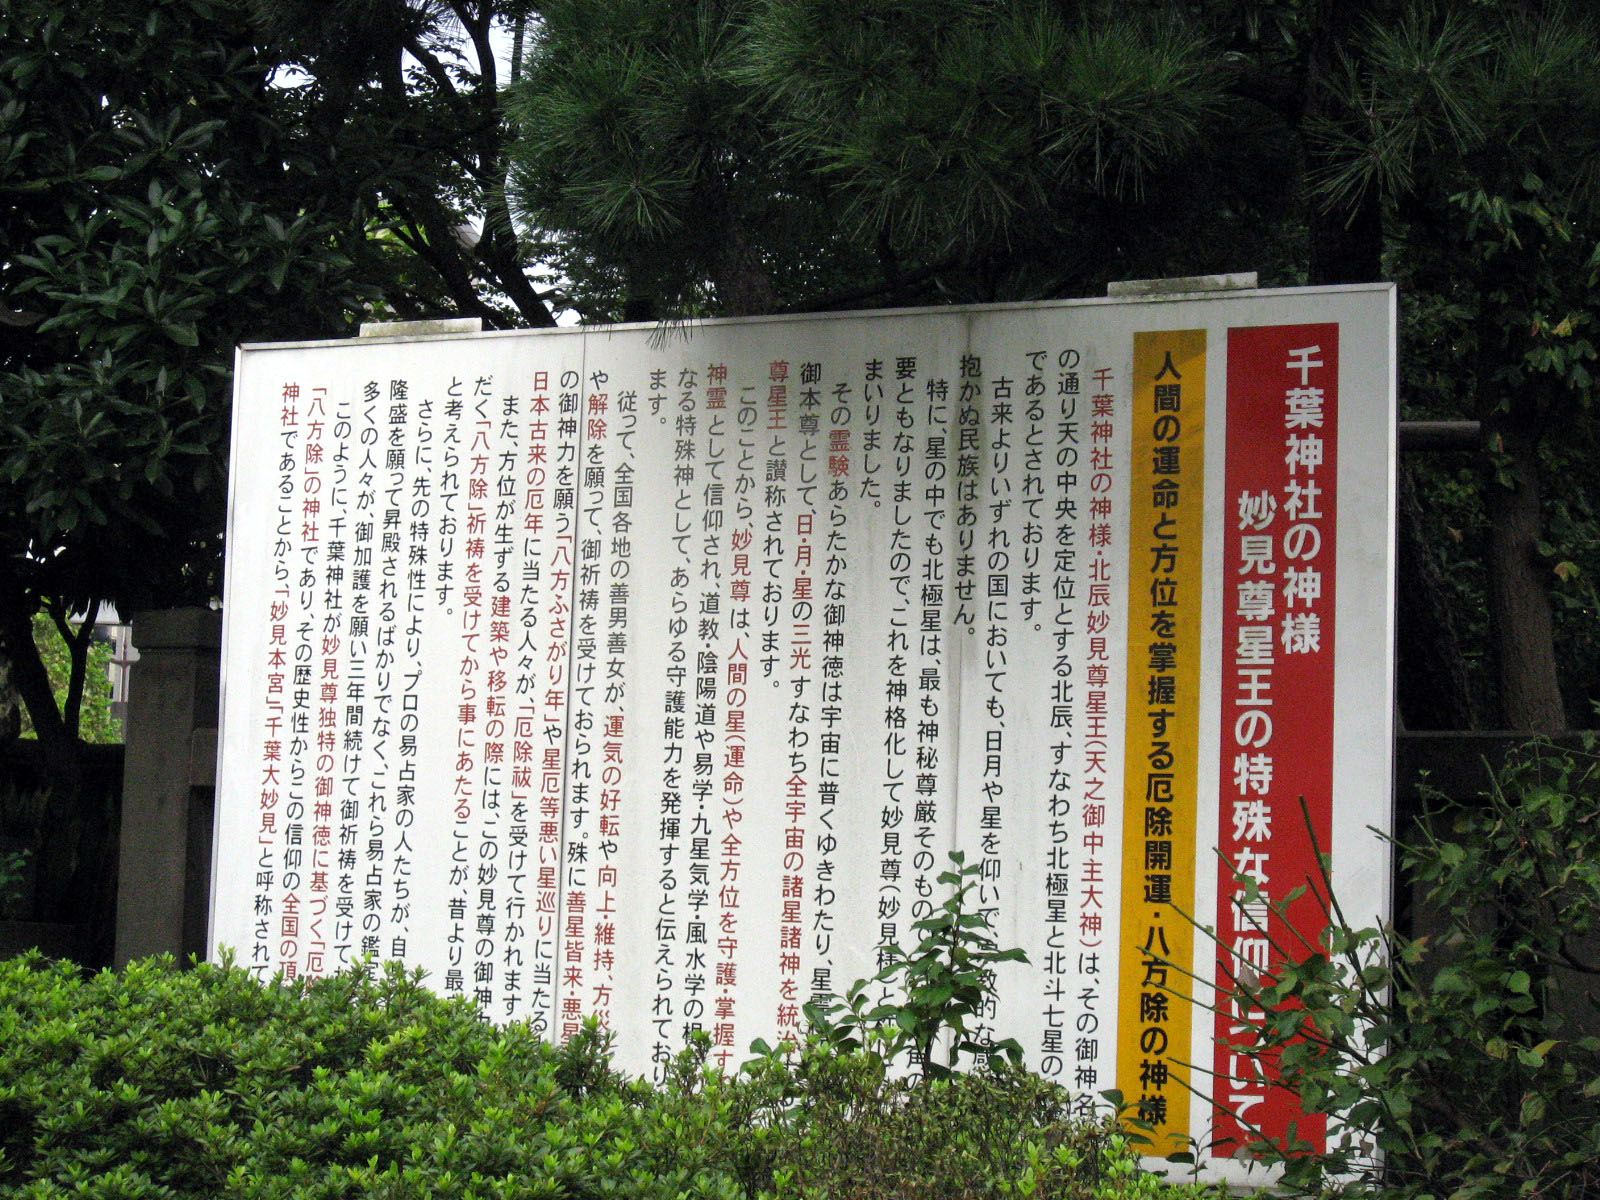 千葉神社の神様
妙見尊星王の特殊な信仰について
人間の運命と方位を掌握する厄除開運・八方除の神様
千葉神社の神様・北辰妙見尊星王(天之御中主大神)は、その御神名
の通り天の中央を定位とする北辰、すなわち北極星と北斗七星の
であるとされております。
古来よりいずれの国においても、日月や星を仰いで、
抱かぬ民族はありません。
特に、星の中でも北極星は、最も神秘尊厳そのもの
要ともなりましたので、これを神格化して妙見尊(妙見様)と
まいりました。
その霊験あらたかな御神徳は宇宙に普くゆきわたり、星
御本尊として、日・月・星の三光すなわち全宇宙の諸星諸神を統
尊星王と讃称されております。
このことから、妙見尊は、人間の星(運命)や全方位を守護・掌握す
神霊として信仰され、道教・陰陽道や易学・九星気学・風水学の根
なる特殊神として、あらゆる守護能力を発揮すると伝えられており
ます。
従って、全国各地の善男善女が、運気の好転や向上・維持、方災
や解除を願って、御祈祷を受けておられます。殊に善星皆来・悪星
の御神力を願う「八方ふさがり年」や星厄等悪い星巡りに当たる
日本古来の厄年に当たる人々が、「厄除祓」を受けて行かれます
また、方位が生ずる建築や移転の際には、この妙見尊の御神力
だく「八方除」祈祷を受けてから事にあたることが、昔より最
と考えられております。
さらに、先の特殊性により、プロの易占家の人たちが、自
隆盛を願って昇殿されるばかりでなく、これら易占家の鑑定
多くの人々が、御加護を願い三年間続けて御祈祷を受けて
このように、千葉神社が妙見尊独特の御神徳に基づく「厄除
「八方除」の神社であり、その歴史性からこの信仰の全国の頂
神社であることから、「妙見本宮」「千葉大妙見」と呼称されて